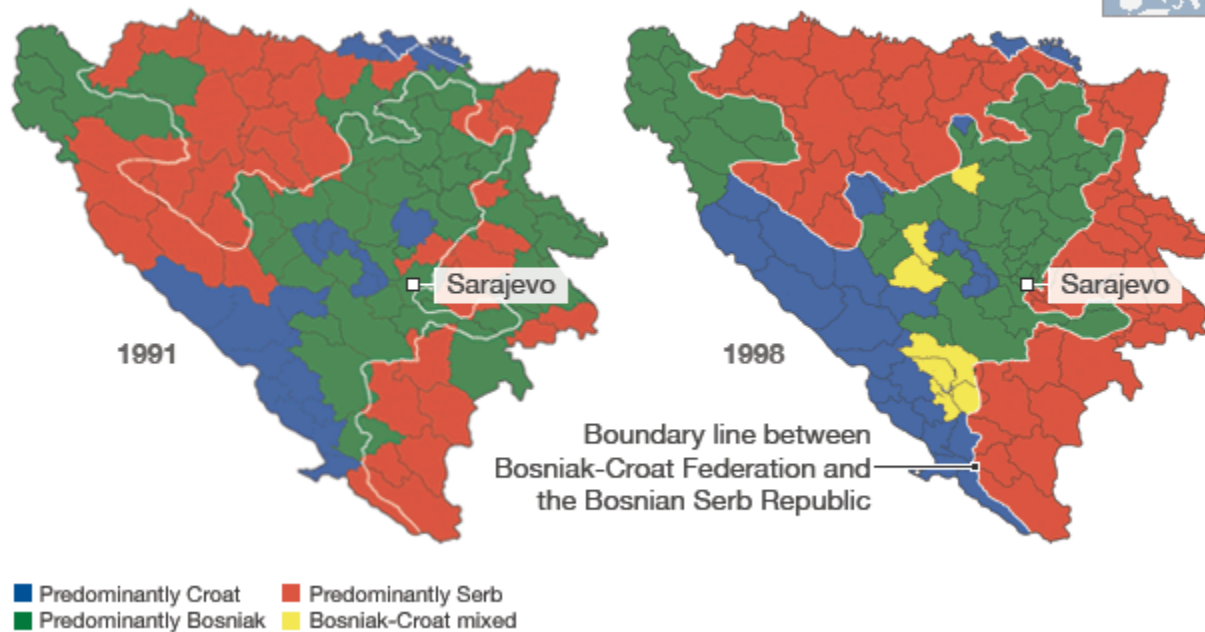 Sarajevo
Sarajevo
1991
1998
Boundary line between
Bosniak-Croat Federation and
the Bosnian Serb Republic
Predominantly Croat
Predominantly Serb
Predominantly Bosniak
Bosniak-Croat mixed